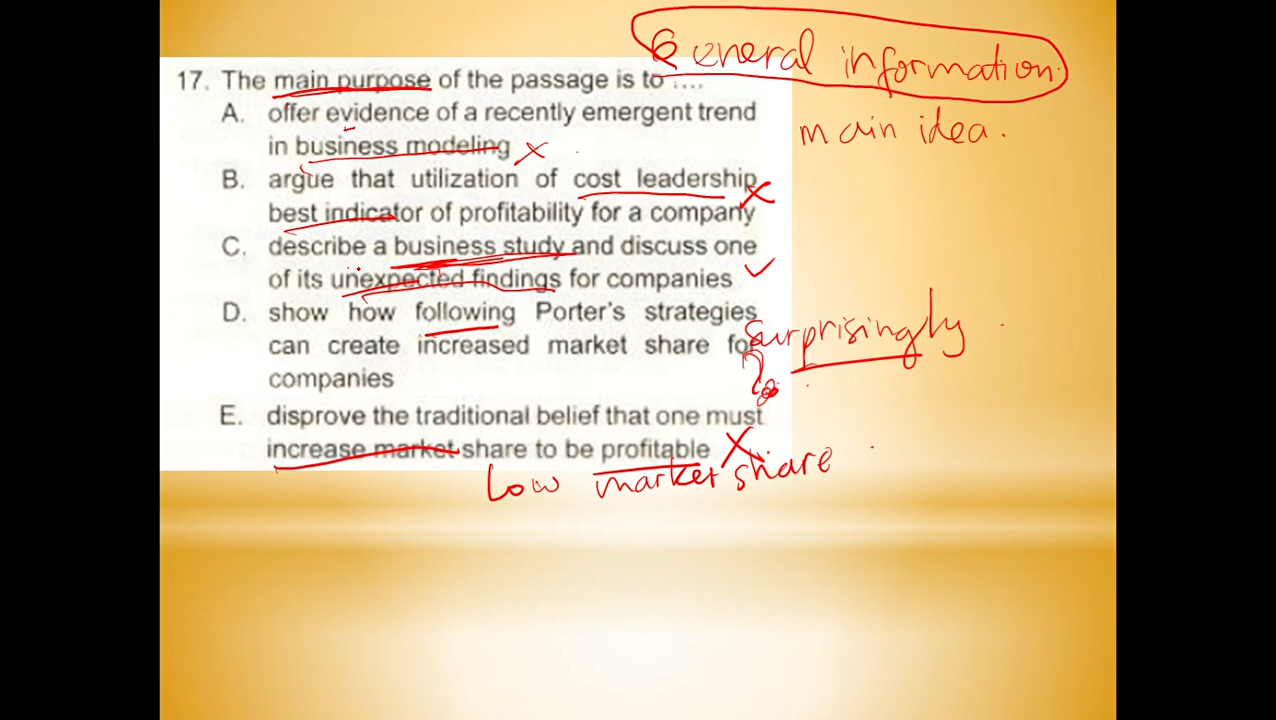 General information.
main idea.
17. The main purpose of the passage is to ....
A. offer evidence of a recently emergent trend
in business modeling
B. argue that utilization of cost leadership
best indicator of profitability for a company
C. describe a business study and discuss one
of its unexpected findings for companies
D. show how following Porter's strategies
can create increased market share for
companies
surprisingly
E. disprove the traditional belief that one must
increase market share to be profitable
low market share